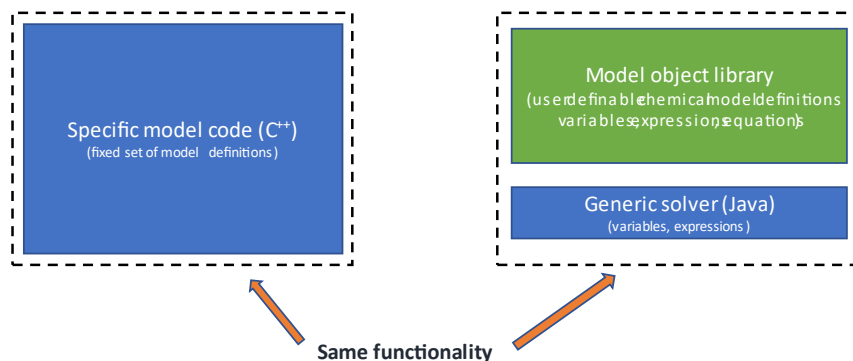 Specific model code (C++)
(fixed set of model definitions)
Model object library
(user definable chemical model definitions
variables, expressions, equations)
Generic solver (Java)
(variables, expressions)
Same functionality